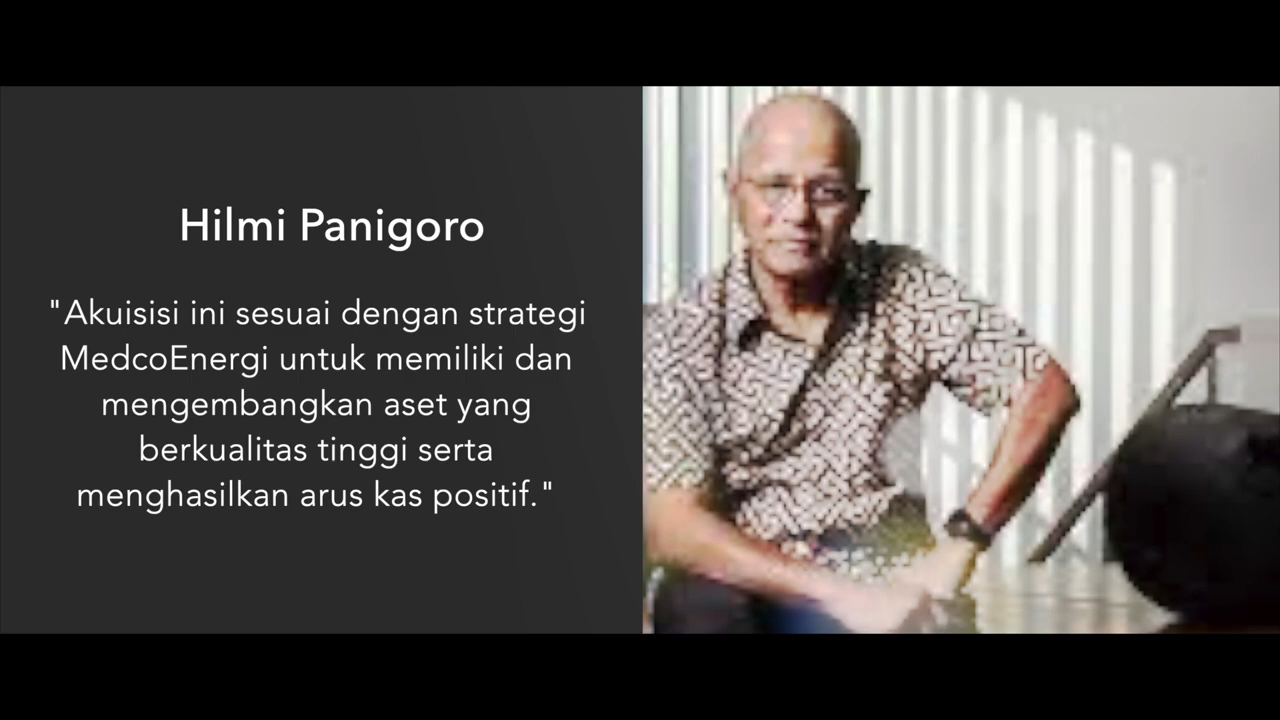 Hilmi Panigoro
"Akuisisi ini sesuai dengan strategi
MedcoEnergi untuk memiliki dan
mengembangkan aset yang
berkualitas tinggi serta
menghasilkan arus kas positif."